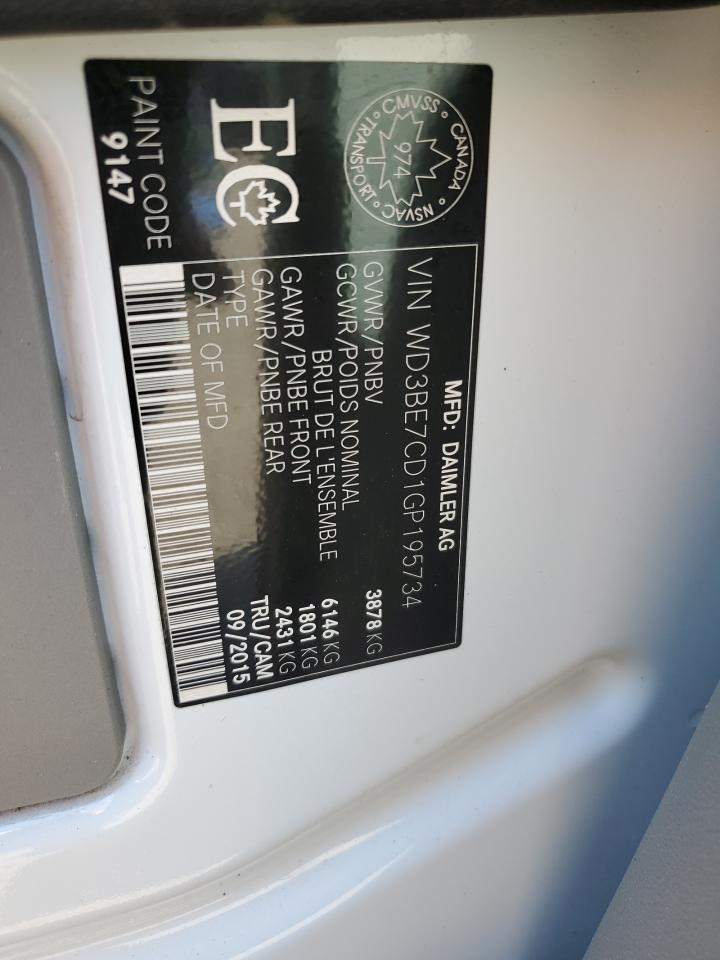 MFD: DAIMLER AG
VIN WD3BE7CD1GP195734
GVWR/PNBV 3878 KG
GCWR/POIDS NOMINAL
BRUT DE L'ENSEMBLE 6146 KG
GAWR/PNBE FRONT 1801 KG
GAWR/PNBE REAR 2431 KG
TYPE TRU/CAM
DATE OF MFD 09/2015
CMVSS CANADA
974
TRANSPORT NSVAC
EC
PAINT CODE
9147